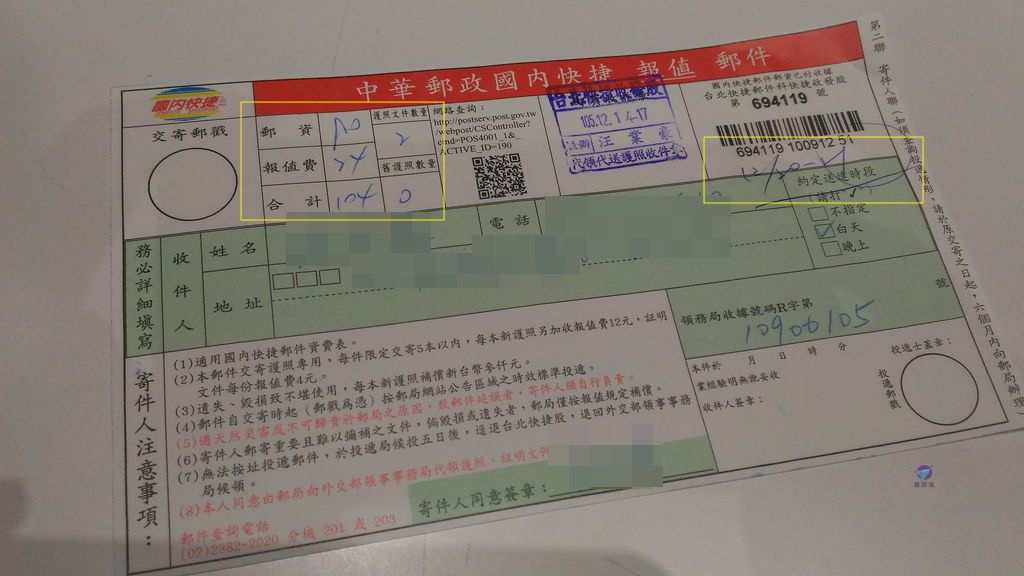 中華郵政國內快捷 報值 郵件
國內快捷
交寄郵戳
郵資
護照文件數量
2
報值費
24
舊護照數量
合計
104
0
網路查詢：
http://postserv.post.gov.tw
/webpost/CSController?
cmd=POS4001_1&_
ACTIVE_ID=190
105.12.14.17
汪業豪
代領代送護照收件
國內快捷郵件郵資已付收據
台北快捷郵件科快捷收發股
第 694119 號
694119 100912 51
約定送達時段
(請打✓)
不指定
白天
晚上
務必詳細填寫
收件人
姓名
電話
地址
領務局收據號碼R字第
號
10906105
寄件人注意事項：
(1)適用國內快捷郵件資費表。
(2)本郵件交寄護照專用，每件限定交寄5本以內，每本新護照另加收報值費12元，證明
文件每份報值費4元。
(3)遺失、毀損致不堪使用，每本新護照補償新台幣參仟元。
(4)郵件自交寄時起(郵戳為憑)按郵局網站公告區域之時效標準投遞。
(5)遇天然災害或不可歸責於郵局之原因，致郵件延誤者，寄件人願自行負責。
(6)寄件人郵寄重要且難以彌補之文件，倘毀損或遺失者，郵局僅按報值規定補償。
(7)無法按址投遞郵件，於投遞局候投五日後，逕退台北快捷股，退回外交部領事事務
局候領。
(8)本人同意由郵局向外交部領事事務局代領護照、證明文件
寄件人同意簽章：
郵件查詢電話
(02)2382-2020 分機 201 或 203
本件於 月 日 時 分
業經驗明無訛妥收
收件人簽章：
投遞士蓋章：
投遞郵戳
第二聯 寄件人聯
六個月內向郵局辦理